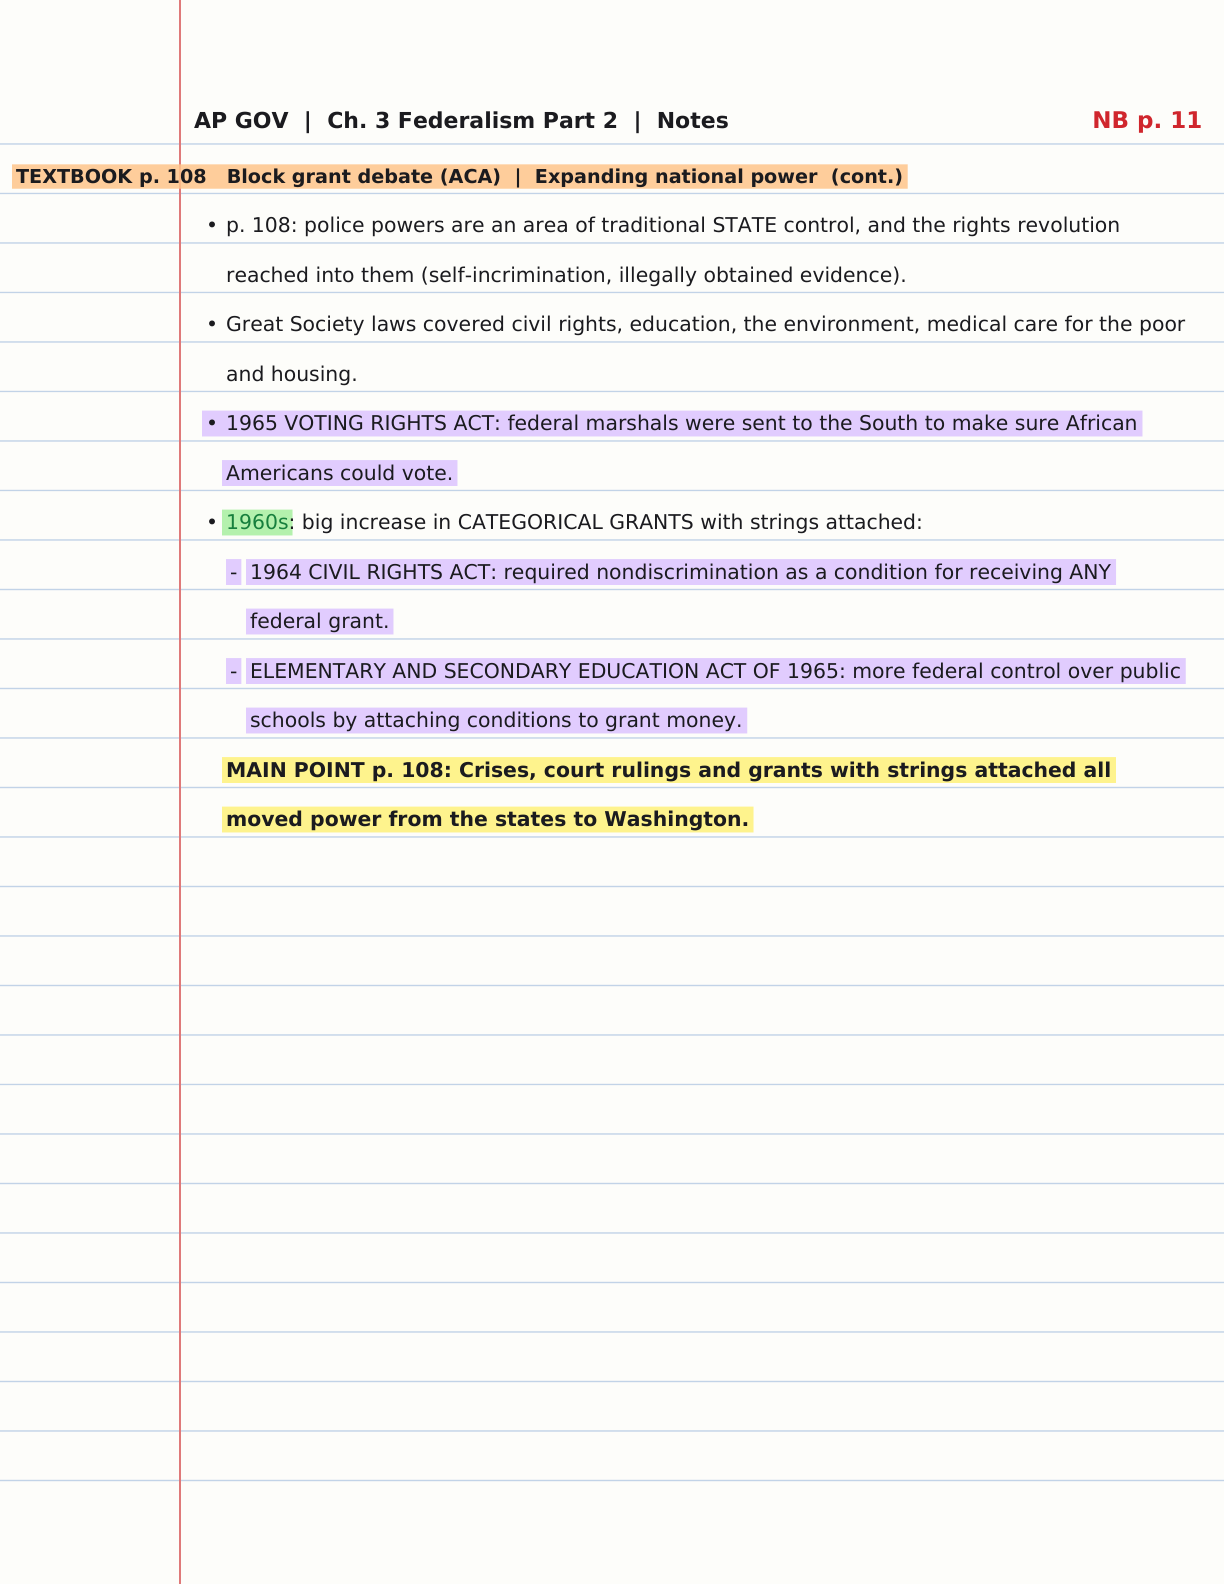 AP GOV | Ch. 3 Federalism Part 2 | Notes
NB p. 11
TEXTBOOK p. 108 Block grant debate (ACA) | Expanding national power (cont.)
• p. 108: police powers are an area of traditional STATE control, and the rights revolution
reached into them (self-incrimination, illegally obtained evidence).
• Great Society laws covered civil rights, education, the environment, medical care for the poor
and housing.
• 1965 VOTING RIGHTS ACT: federal marshals were sent to the South to make sure African
Americans could vote.
• 1960s: big increase in CATEGORICAL GRANTS with strings attached:
- 1964 CIVIL RIGHTS ACT: required nondiscrimination as a condition for receiving ANY
federal grant.
- ELEMENTARY AND SECONDARY EDUCATION ACT OF 1965: more federal control over public
schools by attaching conditions to grant money.
MAIN POINT p. 108: Crises, court rulings and grants with strings attached all
moved power from the states to Washington.